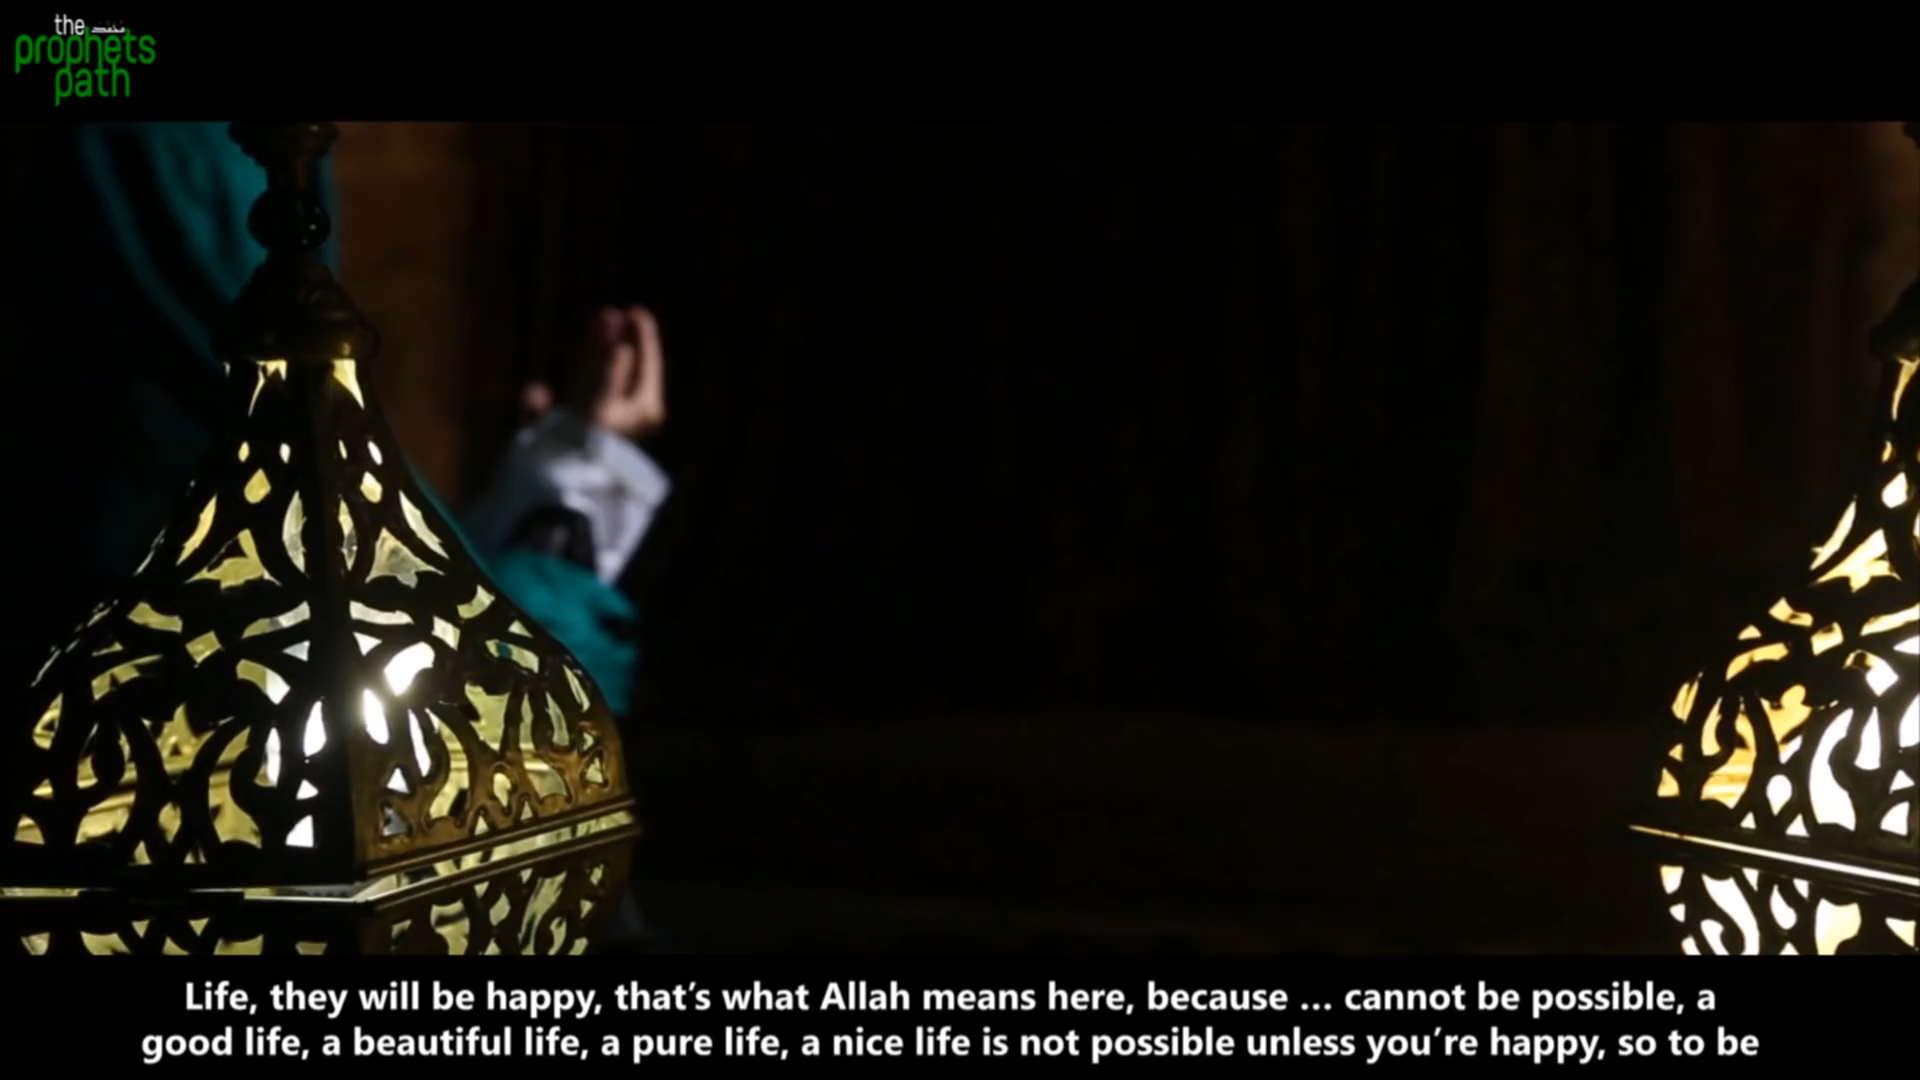 the
prophets
path
Life, they will be happy, that's what Allah means here, because ... cannot be possible, a
good life, a beautiful life, a pure life, a nice life is not possible unless you're happy, so to be